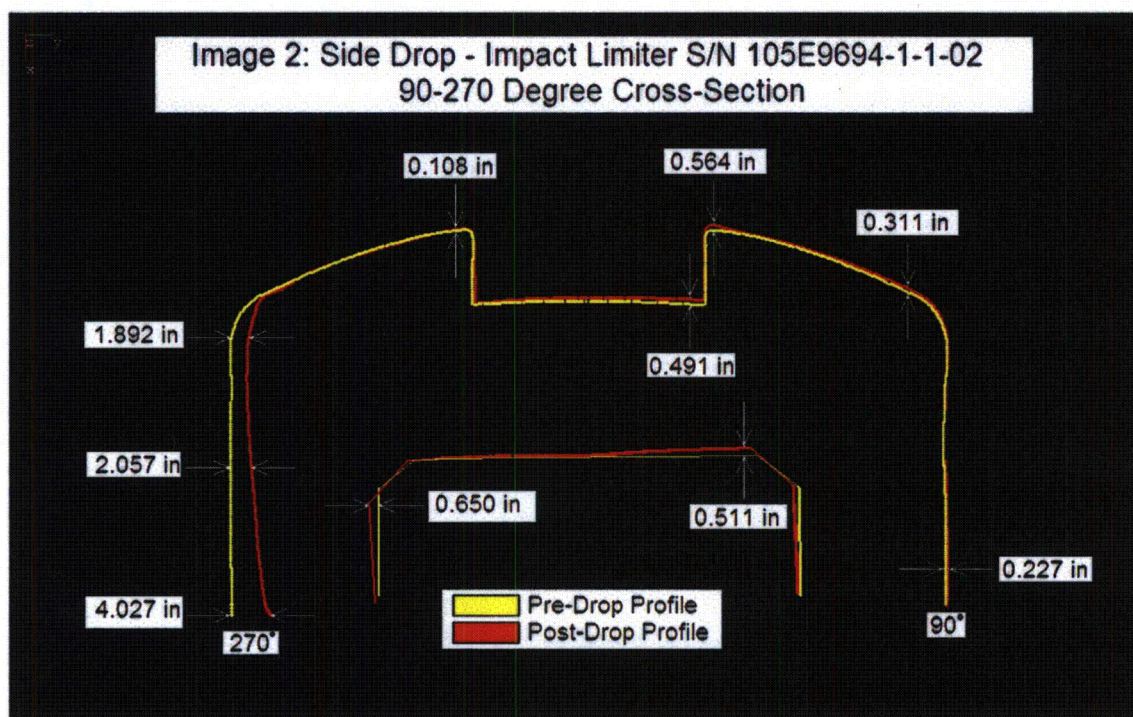 Image 2: Side Drop - Impact Limiter S/N 105E9694-1-1-02
90-270 Degree Cross-Section
0.108 in
0.564 in
0.311 in
1.892 in
0.491 in
2.057 in
0.650 in
0.511 in
0.227 in
4.027 in
Pre-Drop Profile
Post-Drop Profile
270°
90°